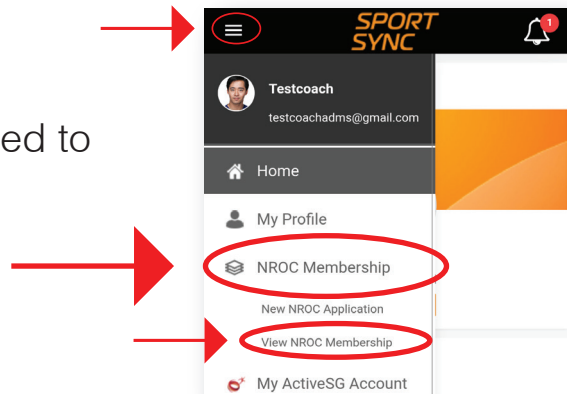 SPORT
SYNC
1
Testcoach
testcoachadms@gmail.com
ed to
Home
My Profile
NROC Membership
New NROC Application
View NROC Membership
My ActiveSG Account